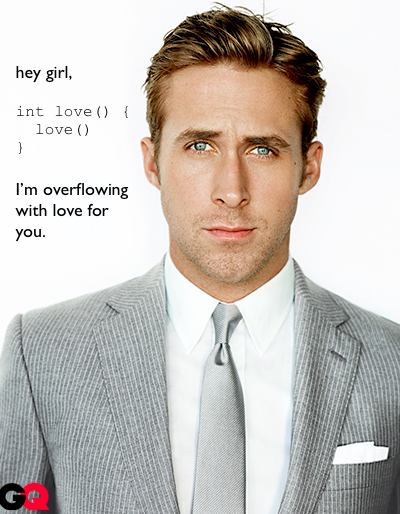 hey girl,
int love() {
  love()
}
I'm overflowing
with love for
you.
GQ